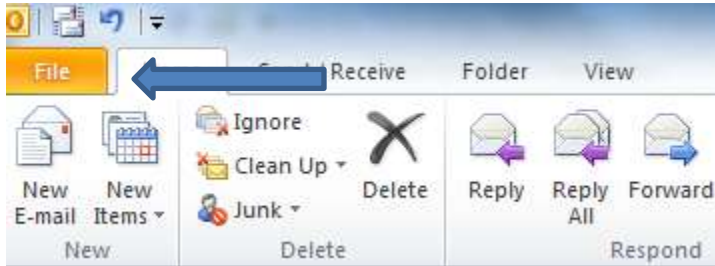 File Receive Folder View
Ignore
Clean Up
Junk
New E-mail
New Items
Delete
Reply
Reply All
Forward
New Delete Respond